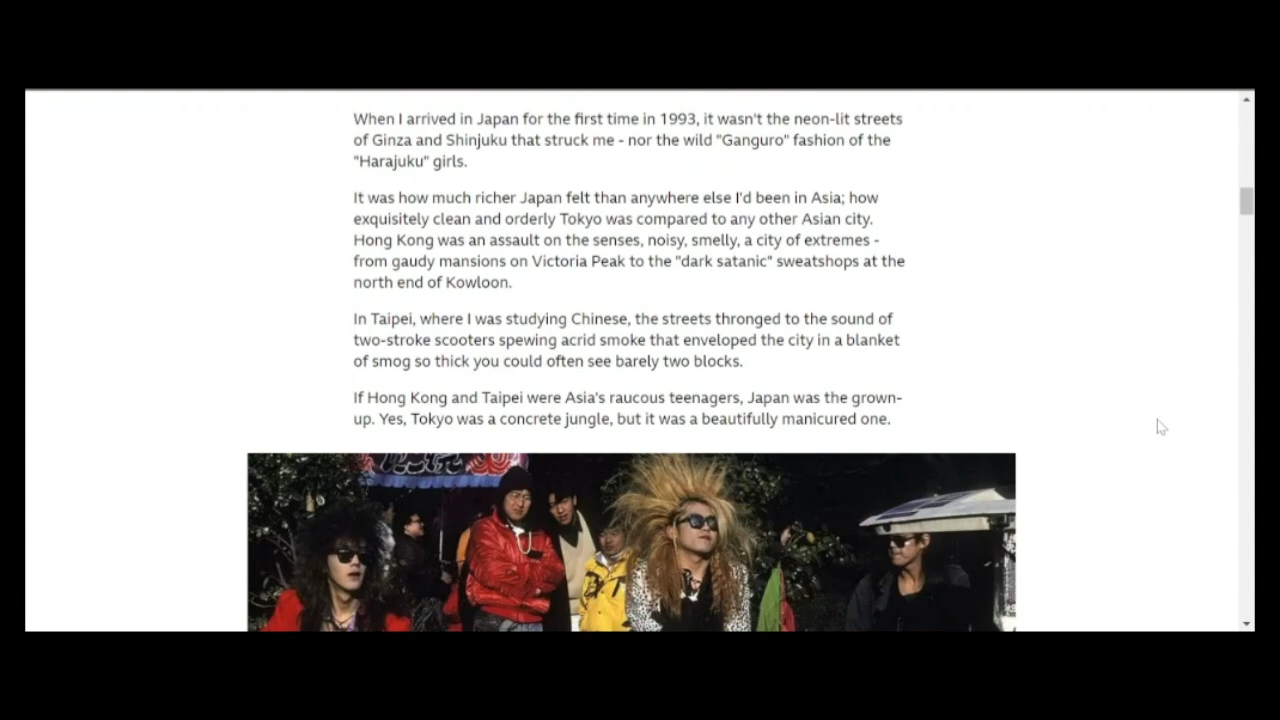 When I arrived in Japan for the first time in 1993, it wasn't the neon-lit streets
of Ginza and Shinjuku that struck me - nor the wild "Ganguro" fashion of the
"Harajuku" girls.
It was how much richer Japan felt than anywhere else I'd been in Asia; how
exquisitely clean and orderly Tokyo was compared to any other Asian city.
Hong Kong was an assault on the senses, noisy, smelly, a city of extremes -
from gaudy mansions on Victoria Peak to the "dark satanic" sweatshops at the
north end of Kowloon.
In Taipei, where I was studying Chinese, the streets thronged to the sound of
two-stroke scooters spewing acrid smoke that enveloped the city in a blanket
of smog so thick you could often see barely two blocks.
If Hong Kong and Taipei were Asia's raucous teenagers, Japan was the grown-
up. Yes, Tokyo was a concrete jungle, but it was a beautifully manicured one.